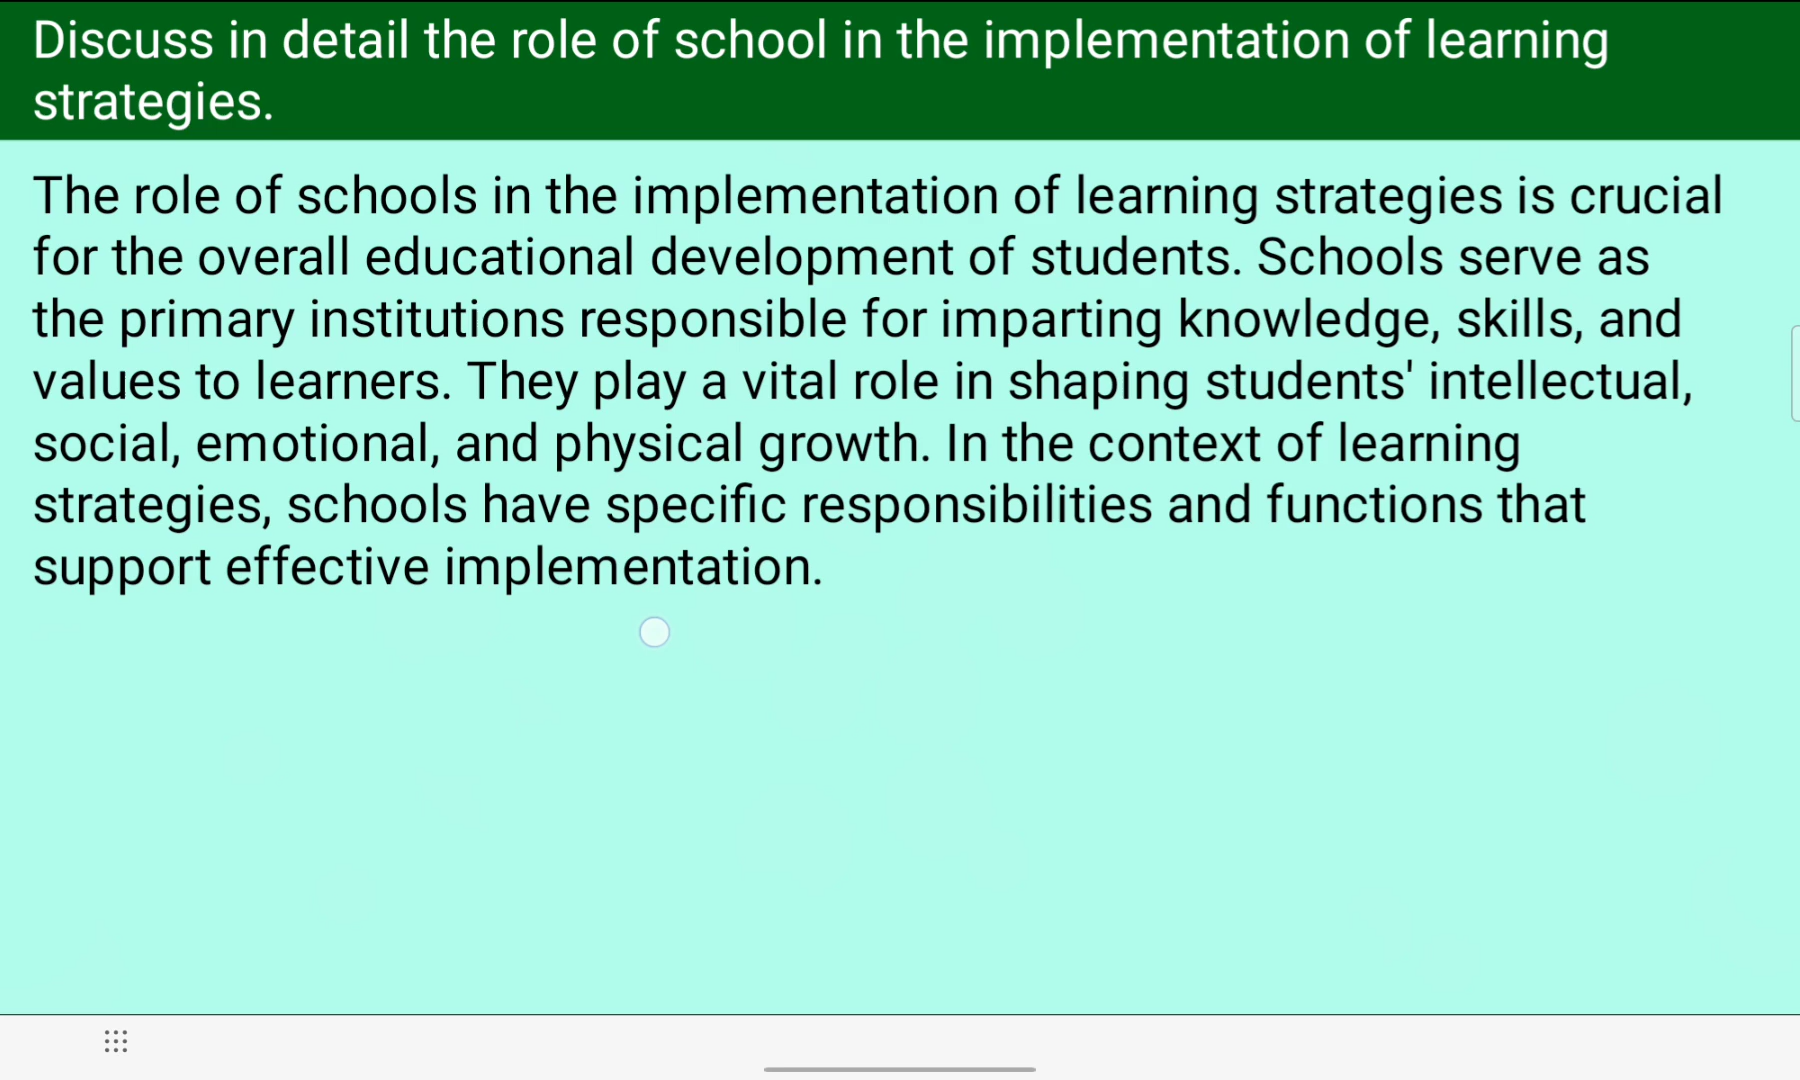 Discuss in detail the role of school in the implementation of learning
strategies.
The role of schools in the implementation of learning strategies is crucial
for the overall educational development of students. Schools serve as
the primary institutions responsible for imparting knowledge, skills, and
values to learners. They play a vital role in shaping students' intellectual,
social, emotional, and physical growth. In the context of learning
strategies, schools have specific responsibilities and functions that
support effective implementation.